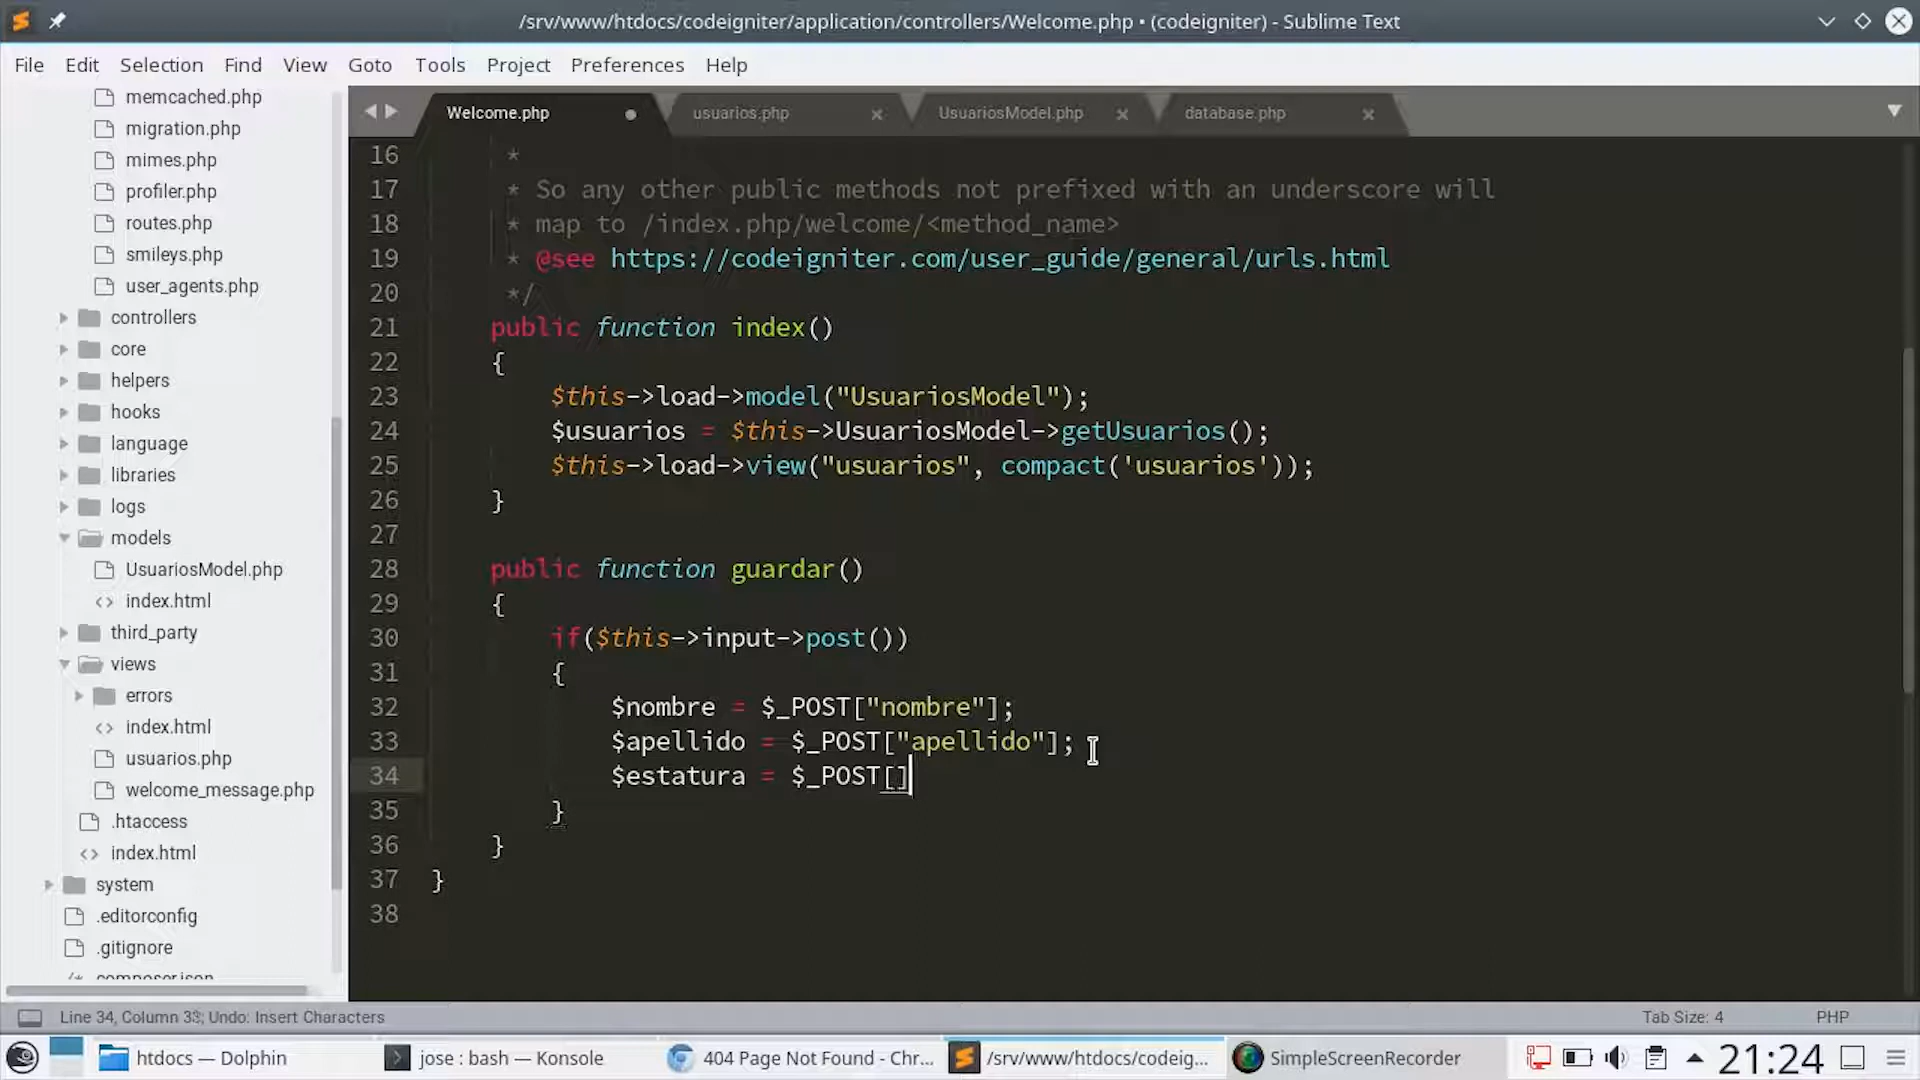 /srv/www/htdocs/codeigniter/application/controllers/Welcome.php • (codeigniter) - Sublime Text
File Edit Selection Find View Goto Tools Project Preferences Help
memcached.php
migration.php
mimes.php
profiler.php
routes.php
smileys.php
user_agents.php
controllers
core
helpers
hooks
language
libraries
logs
models
UsuariosModel.php
index.html
third_party
views
errors
index.html
usuarios.php
welcome_message.php
.htaccess
index.html
system
.editorconfig
.gitignore
composer.json
Welcome.php usuarios.php UsuariosModel.php database.php
16 *
17 * So any other public methods not prefixed with an underscore will
18 * map to /index.php/welcome/<method_name>
19 * @see https://codeigniter.com/user_guide/general/urls.html
20 */
21 public function index()
22 {
23 $this->load->model("UsuariosModel");
24 $usuarios = $this->UsuariosModel->getUsuarios();
25 $this->load->view("usuarios", compact('usuarios'));
26 }
27
28 public function guardar()
29 {
30 if($this->input->post())
31 {
32 $nombre = $_POST["nombre"];
33 $apellido = $_POST["apellido"];
34 $estatura = $_POST[]
35 }
36 }
37 }
38
Line 34, Column 33; Undo: Insert Characters Tab Size: 4 PHP
htdocs — Dolphin jose : bash — Konsole 404 Page Not Found - Chr... /srv/www/htdocs/codeig... SimpleScreenRecorder 21:24